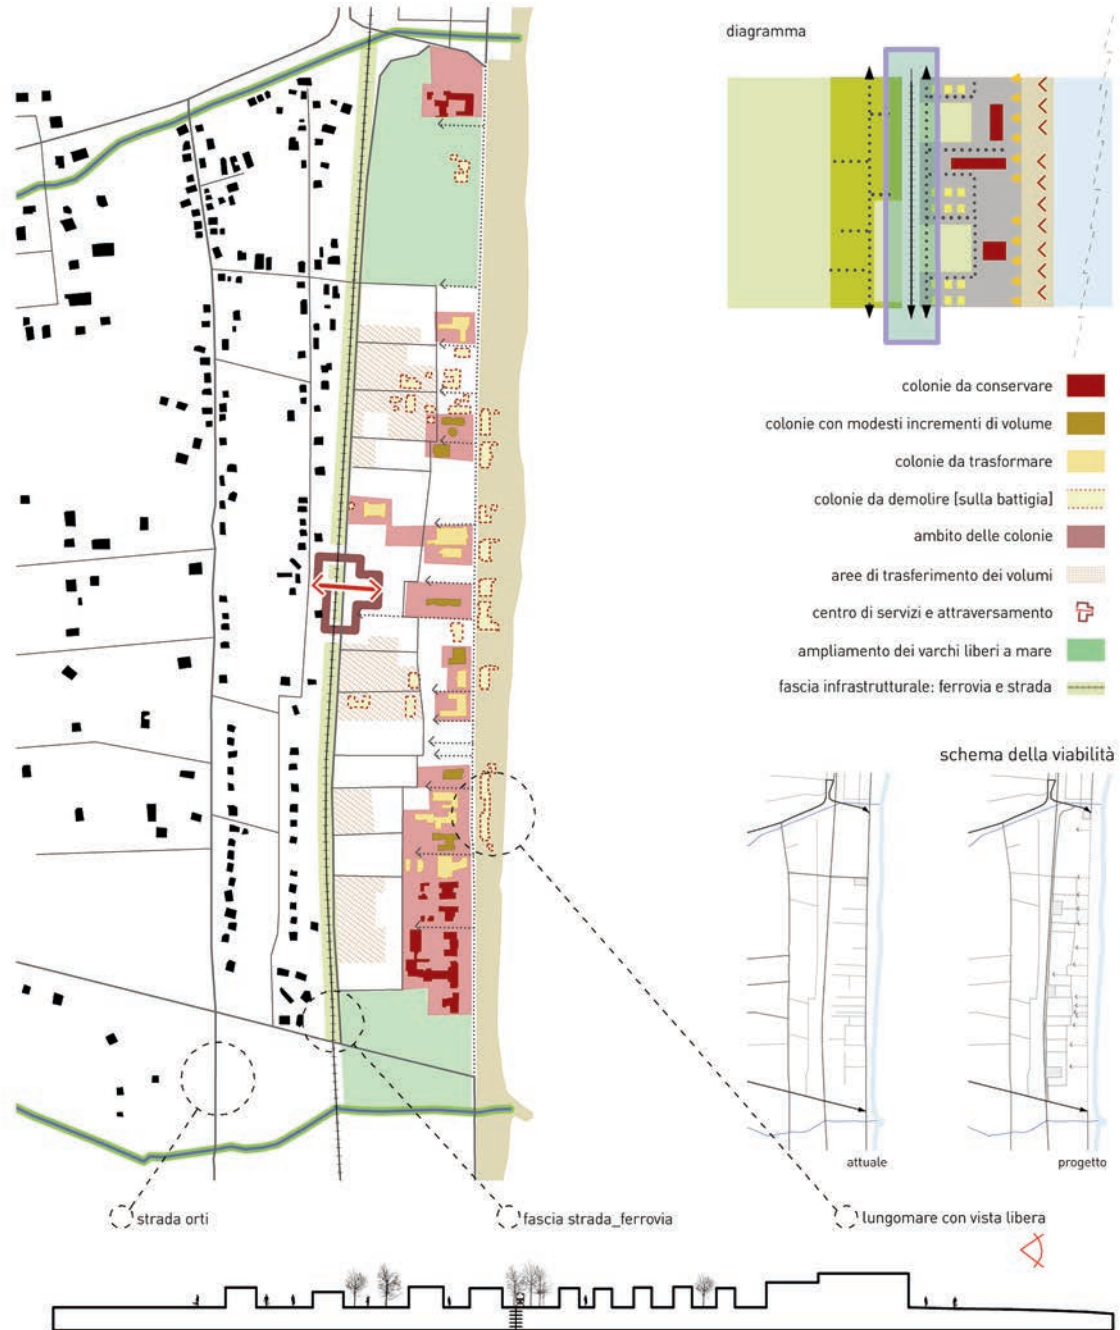 diagramma
colonie da conservare
colonie con modesti incrementi di volume
colonie da trasformare
colonie da demolire [sulla battigia]
ambito delle colonie
aree di trasferimento dei volumi
centro di servizi e attraversamento
ampliamento dei varchi liberi a mare
fascia infrastrutturale: ferrovia e strada
schema della viabilità
attuale
progetto
strada orti
fascia strada_ferrovia
lungomare con vista libera